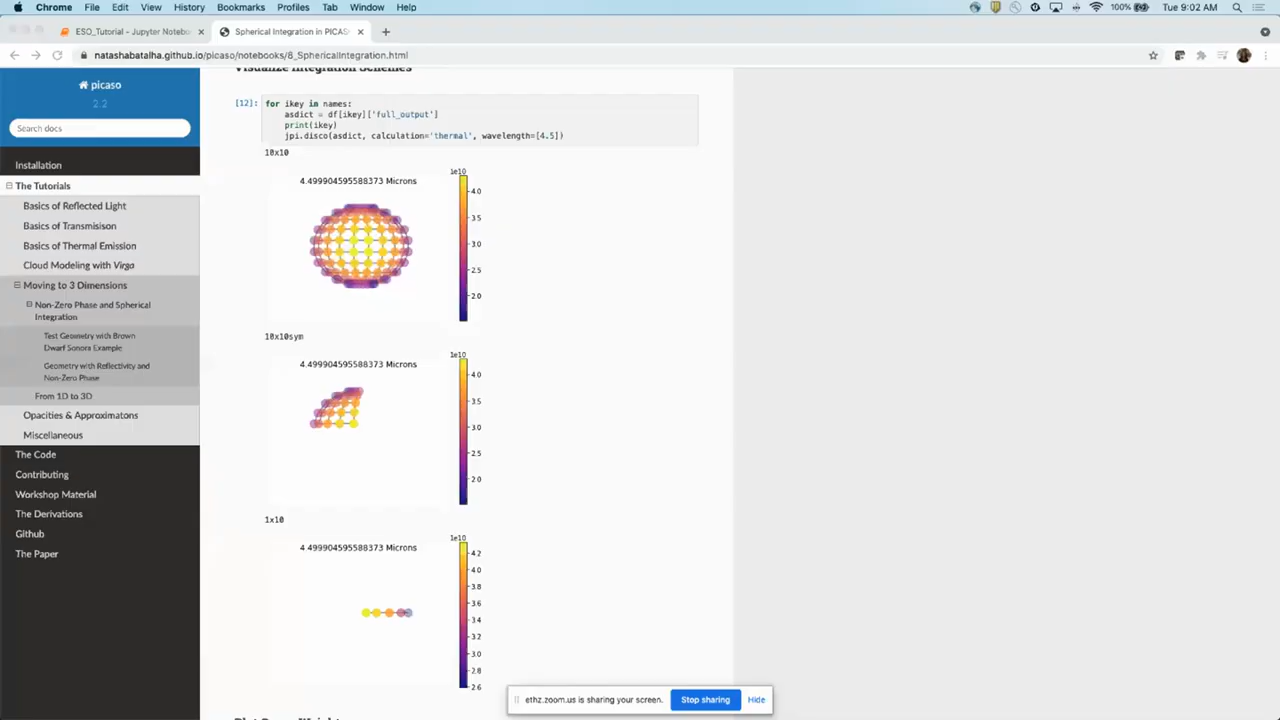 Chrome File Edit View History Bookmarks Profiles Tab Window Help 100% Tue 9:02 AM
ESO_Tutorial - Jupyter Notebo Spherical Integration in PICAS
natashabatalha.github.io/picaso/notebooks/8_SphericalIntegration.html
picaso
2.2
Search docs
Installation
The Tutorials
Basics of Reflected Light
Basics of Transmisison
Basics of Thermal Emission
Cloud Modeling with Virga
Moving to 3 Dimensions
Non-Zero Phase and Spherical
Integration
Test Geometry with Brown
Dwarf Sonora Example
Geometry with Reflectivity and
Non-Zero Phase
From 1D to 3D
Opacities & Approximatons
Miscellaneous
The Code
Contributing
Workshop Material
The Derivations
Github
The Paper
Visualize Integration Schemes
[12]: for ikey in names:
asdict = df[ikey]['full_output']
print(ikey)
jpi.disco(asdict, calculation='thermal', wavelength=[4.5])
10x10
4.499904595588373 Microns
1e10
4.0
3.5
3.0
2.5
2.0
10x10sym
4.499904595588373 Microns
1e10
4.0
3.5
3.0
2.5
2.0
1x10
4.499904595588373 Microns
1e10
4.2
4.0
3.8
3.6
3.4
3.2
3.0
2.8
2.6
ethz.zoom.us is sharing your screen. Stop sharing Hide